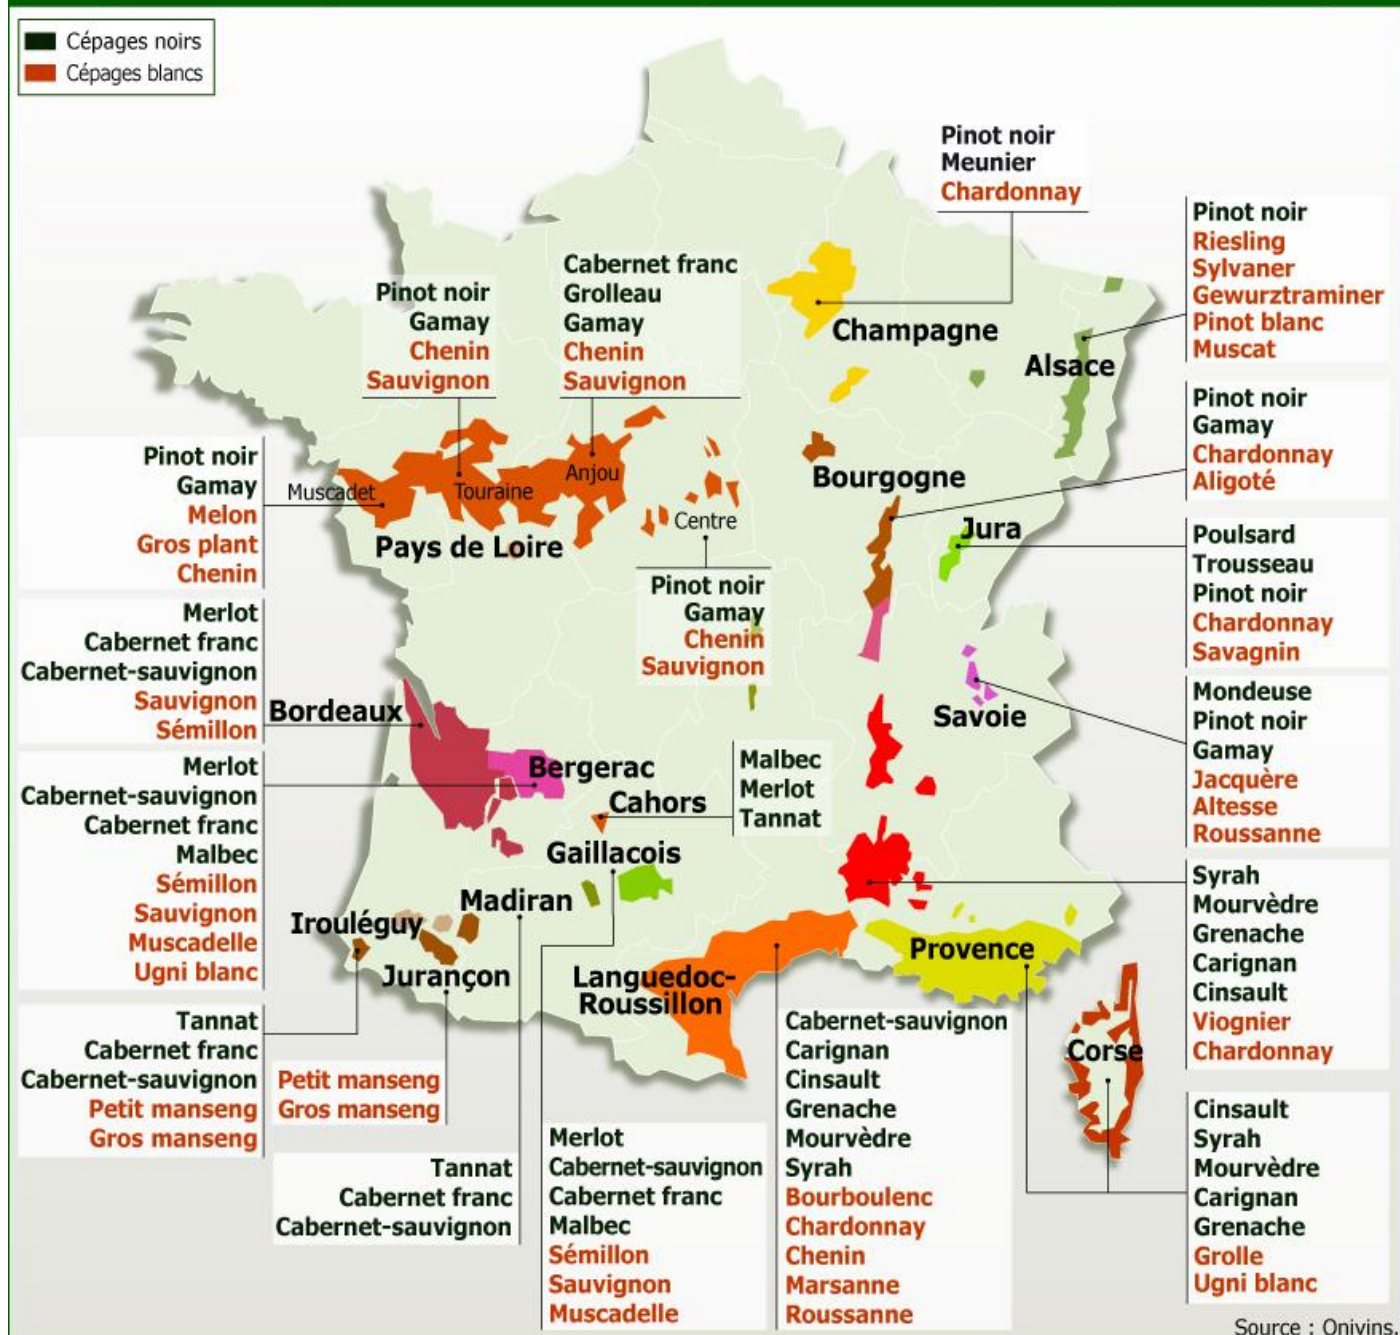 Cépages noirs
Cépages blancs
Pinot noir
Meunier
Chardonnay
Champagne
Pinot noir
Riesling
Sylvaner
Gewurztraminer
Pinot blanc
Muscat
Alsace
Pinot noir
Gamay
Chenin
Sauvignon
Cabernet franc
Grolleau
Gamay
Chenin
Sauvignon
Pinot noir
Gamay
Chardonnay
Aligoté
Bourgogne
Pinot noir
Gamay
Melon
Gros plant
Chenin
Muscadet
Touraine
Anjou
Pays de Loire
Centre
Pinot noir
Gamay
Chenin
Sauvignon
Jura
Poulsard
Trousseau
Pinot noir
Chardonnay
Savagnin
Merlot
Cabernet franc
Cabernet-sauvignon
Sauvignon
Sémillon
Bordeaux
Savoie
Mondeuse
Pinot noir
Gamay
Jacquère
Altesse
Roussanne
Merlot
Cabernet-sauvignon
Cabernet franc
Malbec
Sémillon
Sauvignon
Muscadelle
Ugni blanc
Bergerac
Cahors
Malbec
Merlot
Tannat
Gaillacois
Madiran
Irouléguy
Jurançon
Languedoc-
Roussillon
Provence
Corse
Syrah
Mourvèdre
Grenache
Carignan
Cinsault
Viognier
Chardonnay
Tannat
Cabernet franc
Cabernet-sauvignon
Petit manseng
Gros manseng
Petit manseng
Gros manseng
Tannat
Cabernet franc
Cabernet-sauvignon
Merlot
Cabernet-sauvignon
Cabernet franc
Malbec
Sémillon
Sauvignon
Muscadelle
Cabernet-sauvignon
Carignan
Cinsault
Grenache
Mourvèdre
Syrah
Bourboulenc
Chardonnay
Chenin
Marsanne
Roussanne
Cinsault
Syrah
Mourvèdre
Carignan
Grenache
Grolle
Ugni blanc
Source : Onivins.